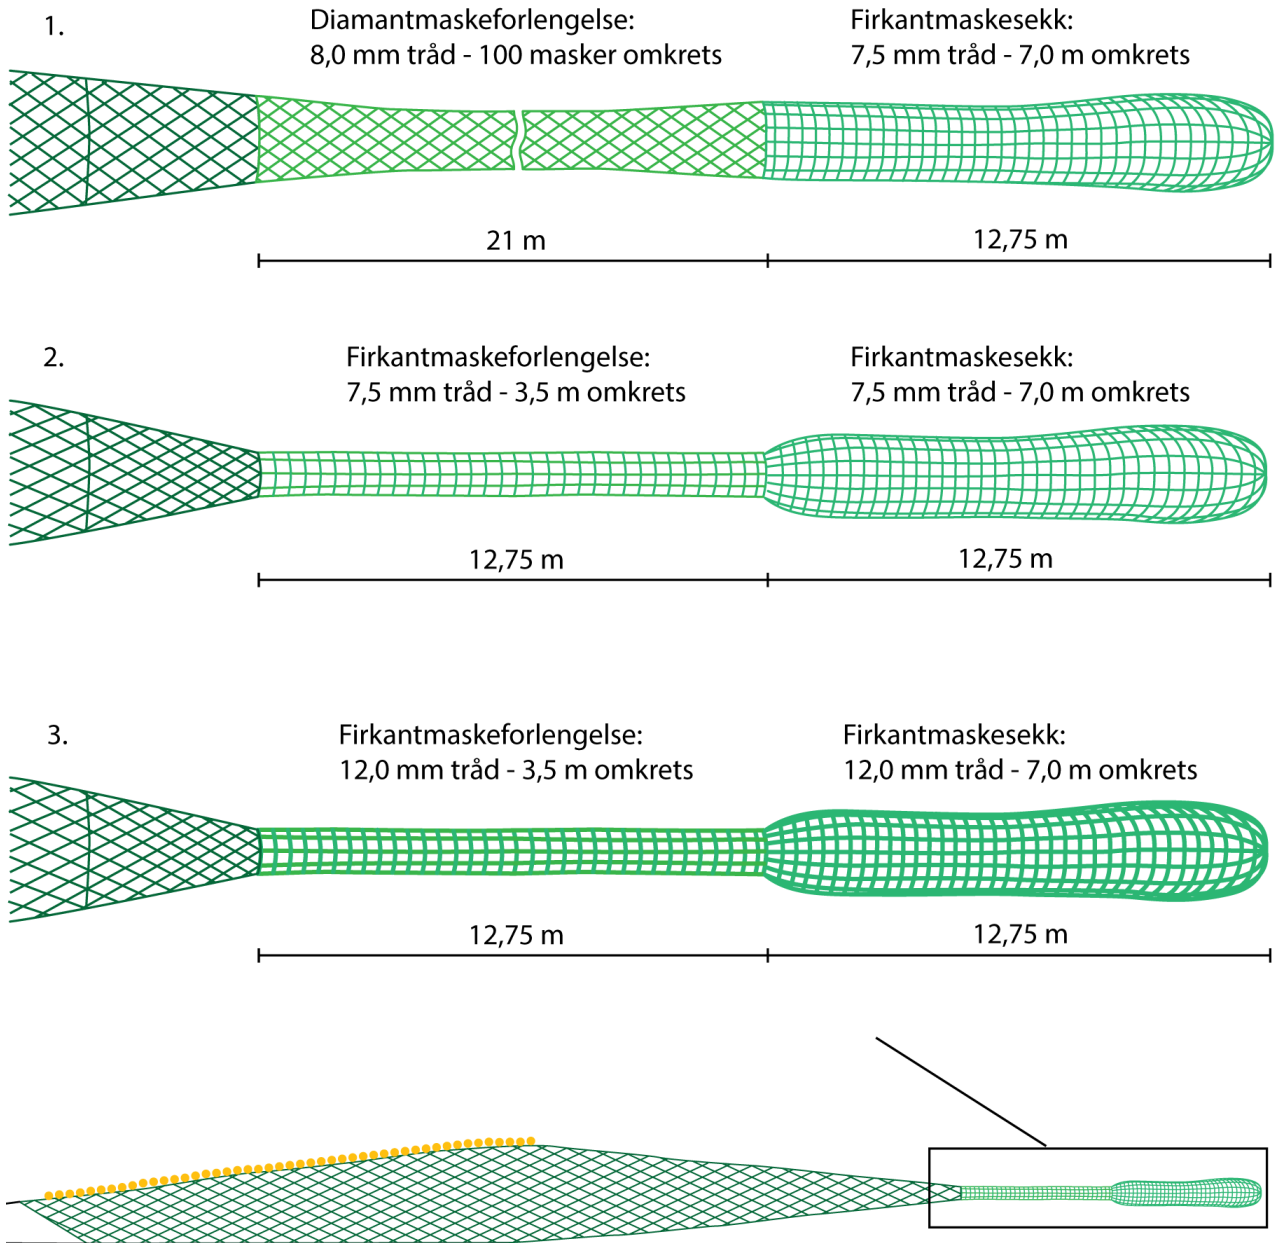 1.
Diamantmaskeforlengelse:
8,0 mm tråd - 100 masker omkrets
Firkantmaskesekk:
7,5 mm tråd - 7,0 m omkrets
21 m
12,75 m
2.
Firkantmaskeforlengelse:
7,5 mm tråd - 3,5 m omkrets
Firkantmaskesekk:
7,5 mm tråd - 7,0 m omkrets
12,75 m
12,75 m
3.
Firkantmaskeforlengelse:
12,0 mm tråd - 3,5 m omkrets
Firkantmaskesekk:
12,0 mm tråd - 7,0 m omkrets
12,75 m
12,75 m